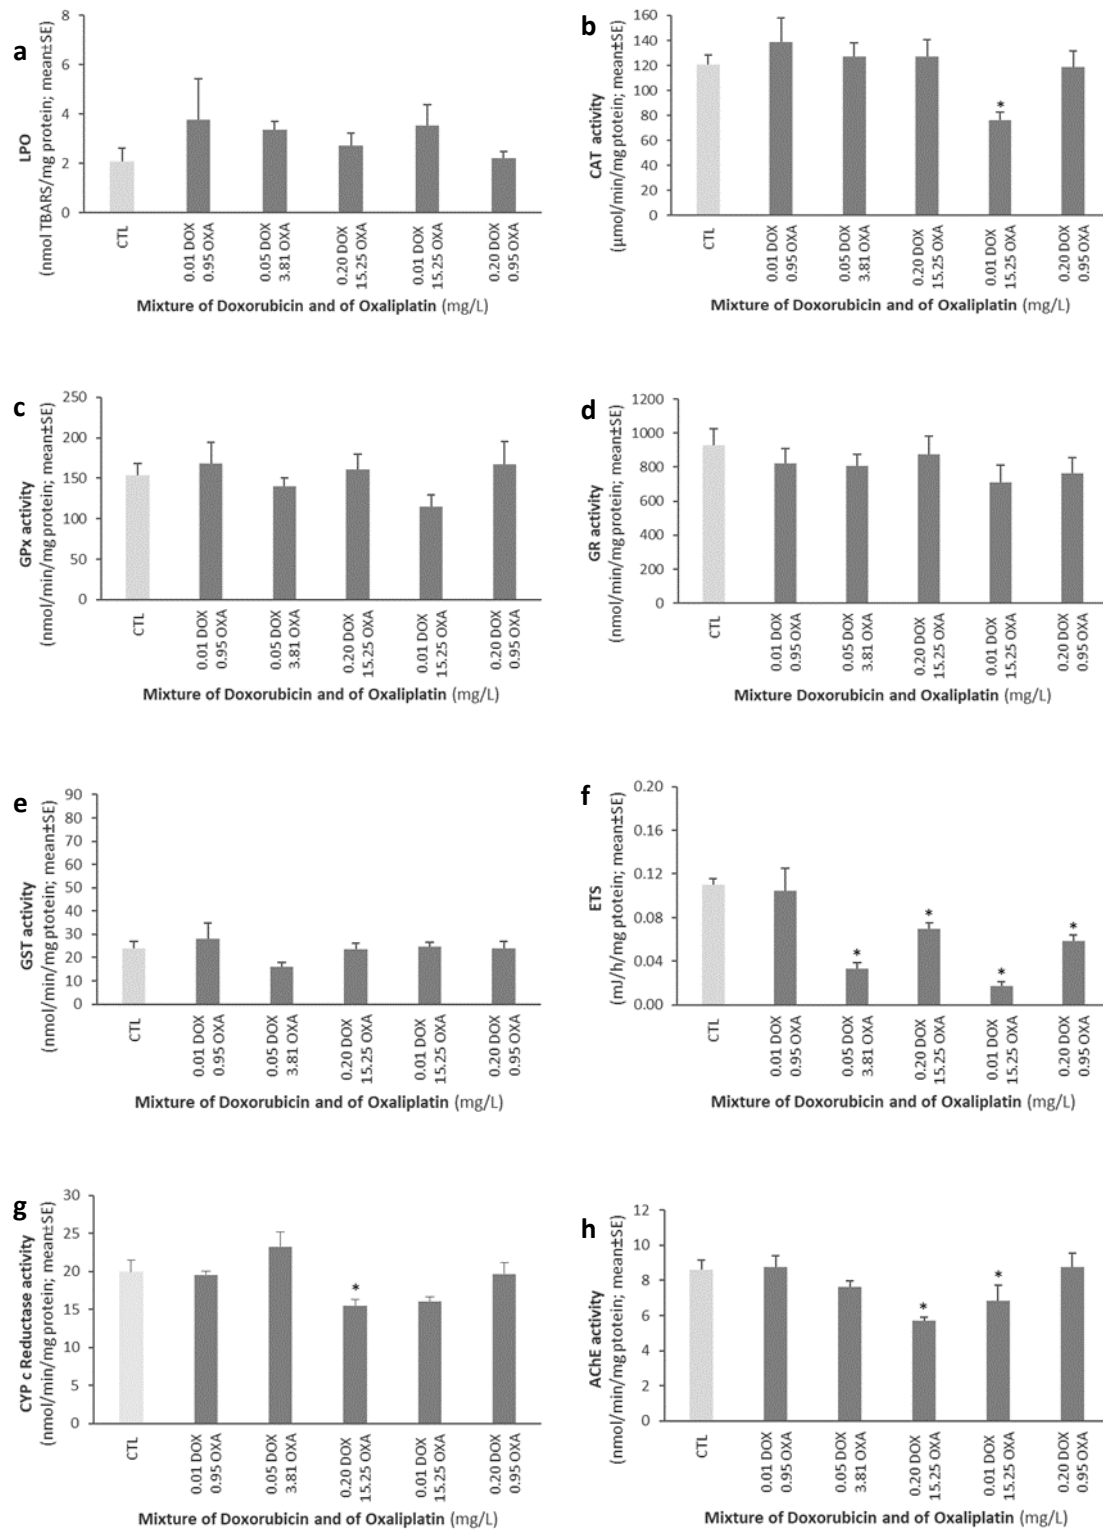 a
LPO
(nmol TBARS/mg protein; mean±SE)
8
6
4
2
0
CTL
0.01 DOX
0.95 OXA
0.05 DOX
3.81 OXA
0.20 DOX
15.25 OXA
0.01 DOX
15.25 OXA
0.20 DOX
0.95 OXA
Mixture of Doxorubicin and of Oxaliplatin (mg/L)
b
CAT activity
(µmol/min/mg ptotein; mean±SE)
160
140
120
100
80
60
40
20
0
*
CTL
0.01 DOX
0.95 OXA
0.05 DOX
3.81 OXA
0.20 DOX
15.25 OXA
0.01 DOX
15.25 OXA
0.20 DOX
0.95 OXA
Mixture of Doxorubicin and of Oxaliplatin (mg/L)
c
GPx activity
(nmol/min/mg protein; mean±SE)
250
200
150
100
50
0
CTL
0.01 DOX
0.95 OXA
0.05 DOX
3.81 OXA
0.20 DOX
15.25 OXA
0.01 DOX
15.25 OXA
0.20 DOX
0.95 OXA
Mixture of Doxorubicin and of Oxaliplatin (mg/L)
d
GR activity
(nmol/min/mg protein; mean±SE)
1200
1000
800
600
400
200
0
CTL
0.01 DOX
0.95 OXA
0.05 DOX
3.81 OXA
0.20 DOX
15.25 OXA
0.01 DOX
15.25 OXA
0.20 DOX
0.95 OXA
Mixture Doxorubicin and Oxaliplatin (mg/L)
e
GST activity
(nmol/min/mg ptotein; mean±SE)
90
80
70
60
50
40
30
20
10
0
CTL
0.01 DOX
0.95 OXA
0.05 DOX
3.81 OXA
0.20 DOX
15.25 OXA
0.01 DOX
15.25 OXA
0.20 DOX
0.95 OXA
Mixture of Doxorubicin and of Oxaliplatin (mg/L)
f
ETS
(mJ/h/mg ptotein; mean±SE)
0.20
0.16
0.12
0.08
0.04
0.00
*
*
*
*
CTL
0.01 DOX
0.95 OXA
0.05 DOX
3.81 OXA
0.20 DOX
15.25 OXA
0.01 DOX
15.25 OXA
0.20 DOX
0.95 OXA
Mixture of Doxorubicin and of Oxaliplatin (mg/L)
g
CYP c Reductase activity
(nmol/min/mg protein; mean±SE)
30
25
20
15
10
5
0
*
CTL
0.01 DOX
0.95 OXA
0.05 DOX
3.81 OXA
0.20 DOX
15.25 OXA
0.01 DOX
15.25 OXA
0.20 DOX
0.95 OXA
Mixture of Doxorubicin and of Oxaliplatin (mg/L)
h
AChE activity
(nmol/min/mg ptotein; mean±SE)
12
10
8
6
4
2
0
*
*
CTL
0.01 DOX
0.95 OXA
0.05 DOX
3.81 OXA
0.20 DOX
15.25 OXA
0.01 DOX
15.25 OXA
0.20 DOX
0.95 OXA
Mixture of Doxorubicin and of Oxaliplatin (mg/L)